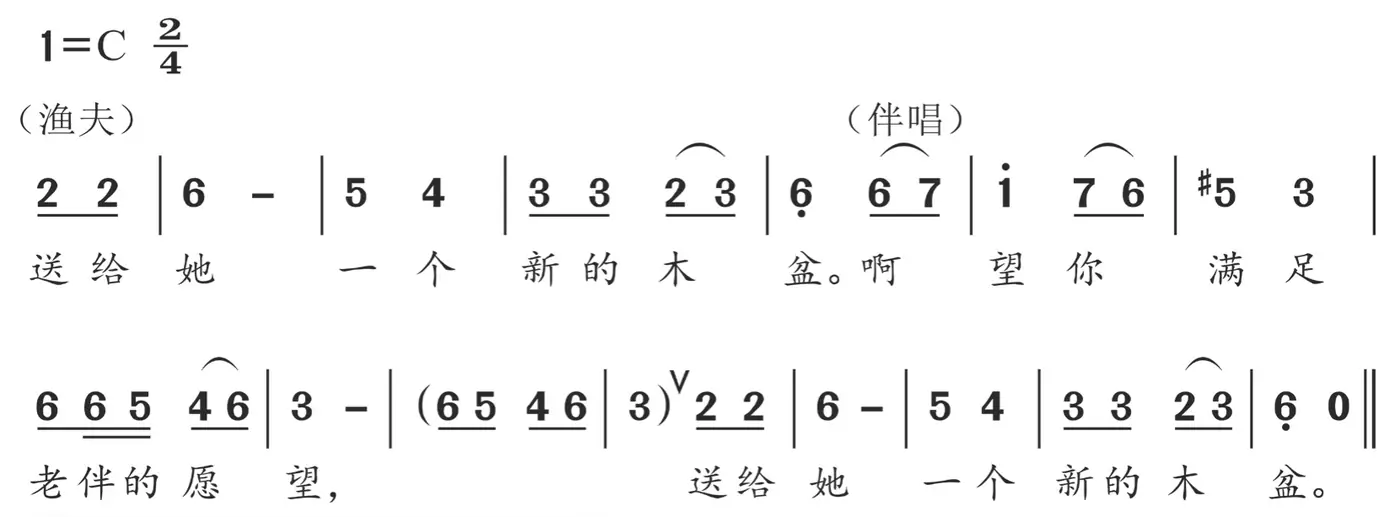 1=C 2/4
（渔夫） （伴唱）
2 2 | 6 – | 5 4 | 3 3 2 3 | 6̣ 6 7 | 1̇ 7 6 | #5 3 |
送给 她 一个 新的木 盆。啊 望你 满足
6 6 5 4 6 | 3 – | (6 5 4 6 | 3) V 2 2 | 6 – | 5 4 | 3 3 2 3 | 6̣ 0 ‖
老伴的愿 望， 送给 她 一个 新的木 盆。